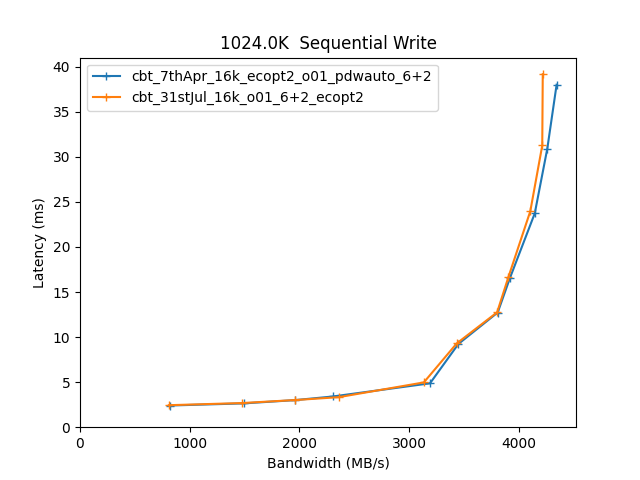 1024.0K  Sequential Write
cbt_7thApr_16k_ecopt2_o01_pdwauto_6+2
cbt_31stJul_16k_o01_6+2_ecopt2
40
35
30
25
20
15
10
5
0
Latency (ms)
0 1000 2000 3000 4000
Bandwidth (MB/s)